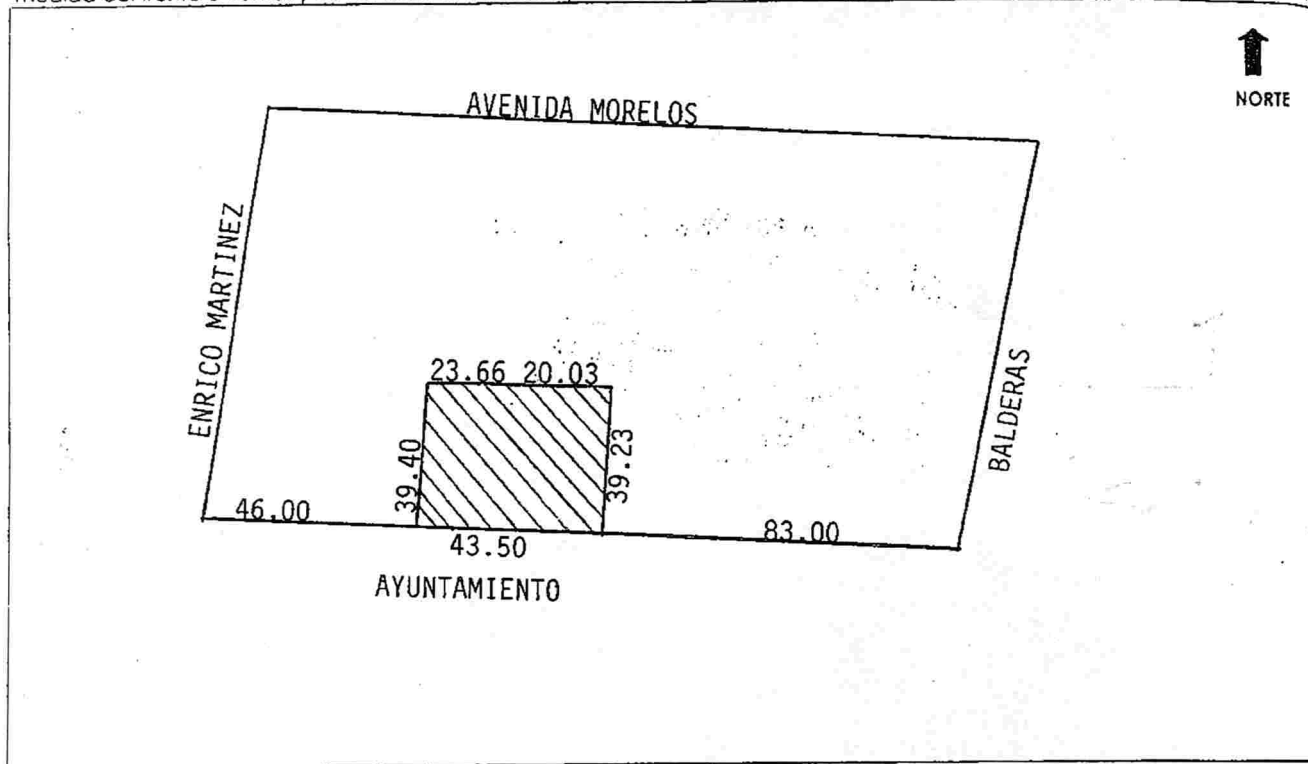 NORTE
AVENIDA MORELOS
ENRICO MARTINEZ
BALDERAS
23.66 20.03
39.40
39.23
46.00
43.50
83.00
AYUNTAMIENTO